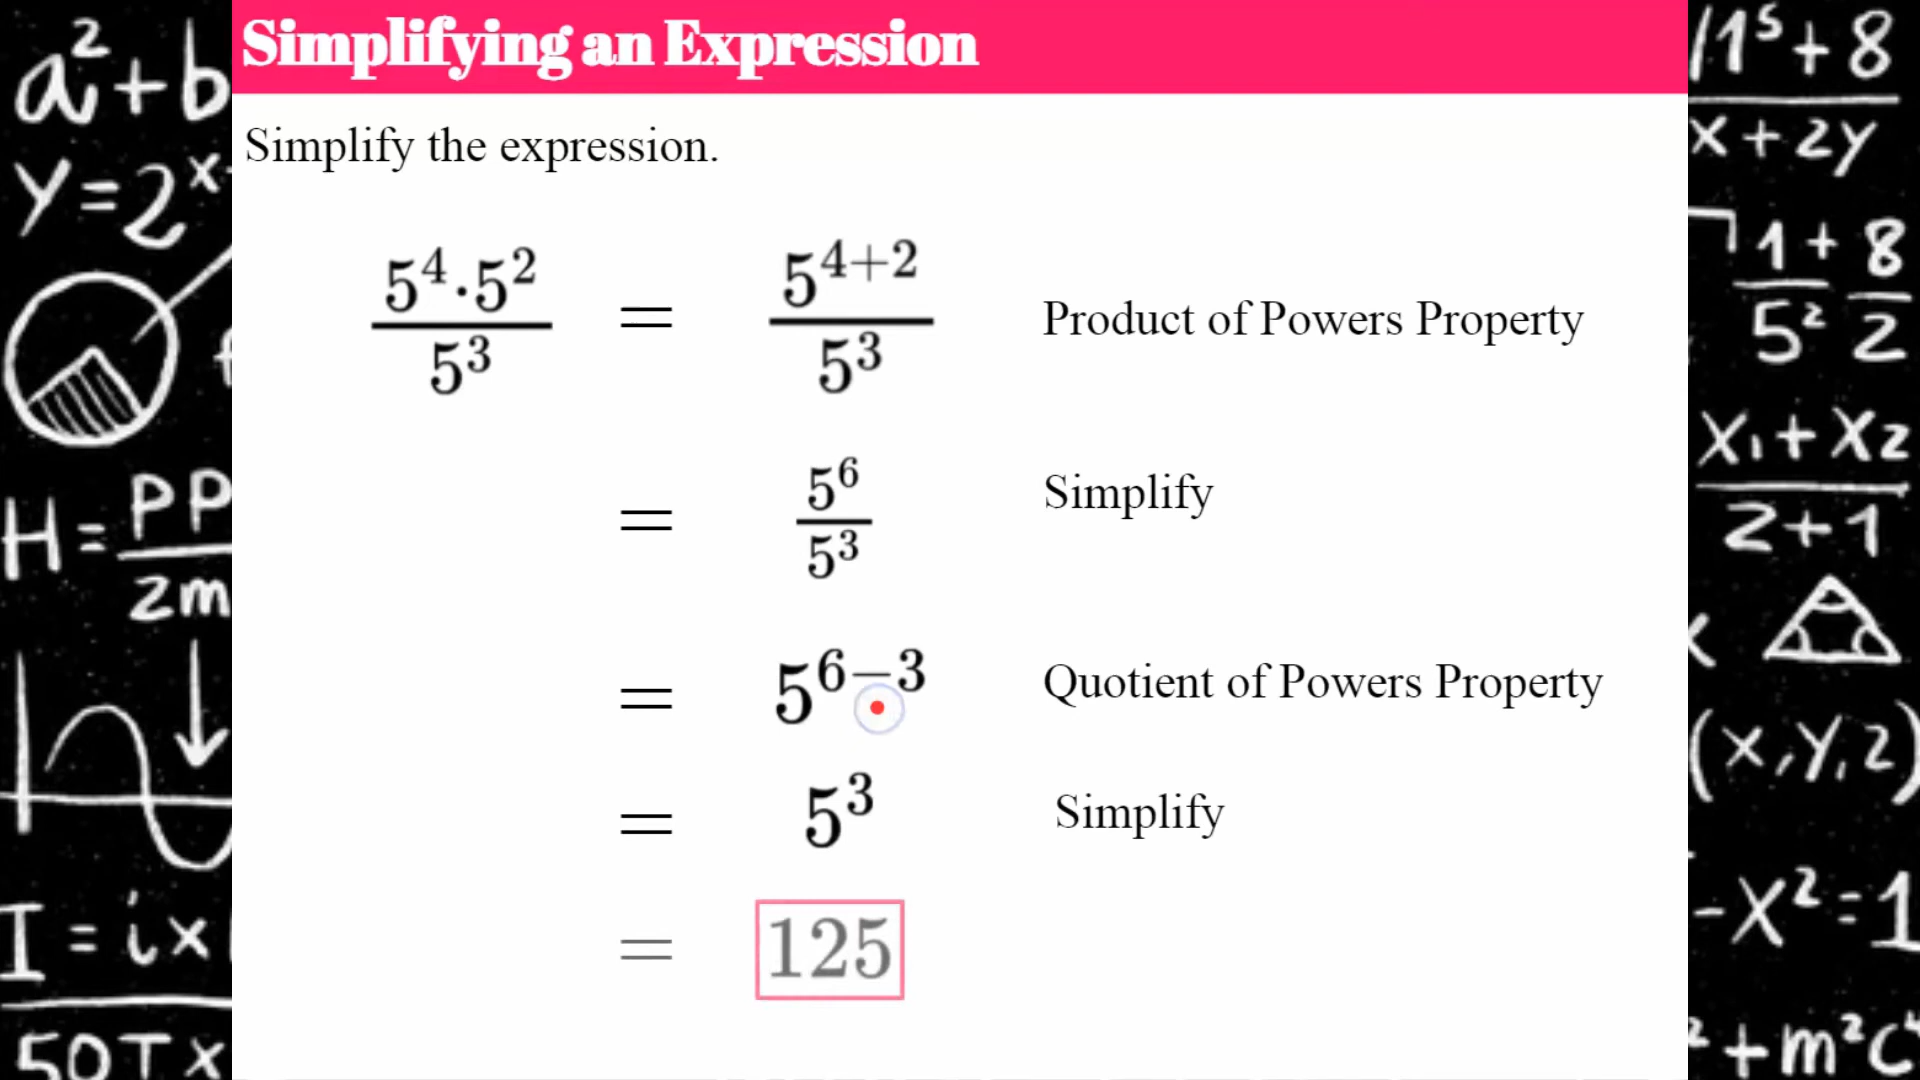 Simplifying an Expression
Simplify the expression.
5⁴·5²/5³ = 5⁴⁺²/5³ Product of Powers Property
= 5⁶/5³ Simplify
= 5⁶⁻³ Quotient of Powers Property
= 5³ Simplify
= 125
a²+b
y=2ˣ
H=PP/2m
I=ix
50Tx
1⁵+8
x+2y
1+8
5² 2
x₁+x₂
2+1
(x,y,2)
-x²=1
²+m²c⁴